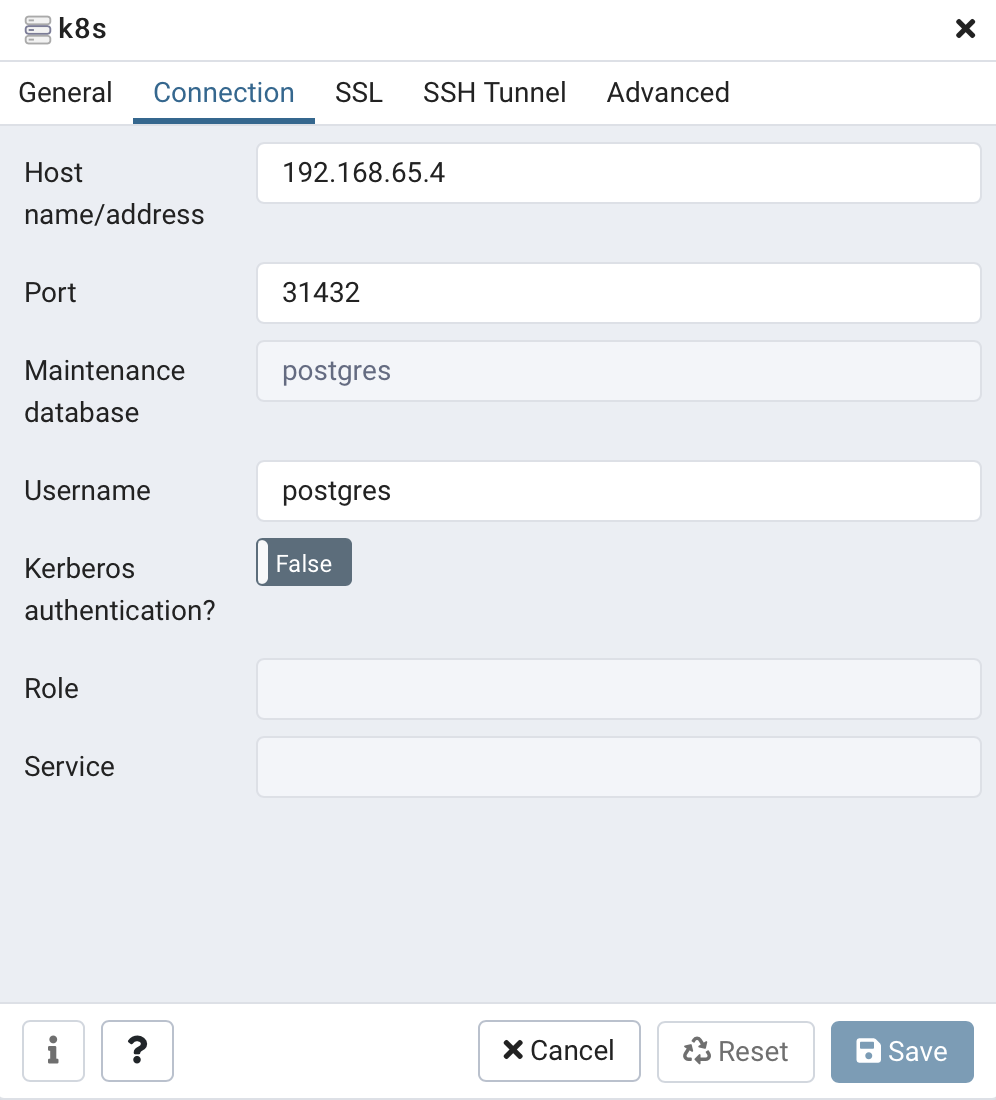 k8s
General Connection SSL SSH Tunnel Advanced
Host name/address
192.168.65.4
Port
31432
Maintenance database
postgres
Username
postgres
Kerberos authentication?
False
Role
Service
i ? Cancel Reset Save